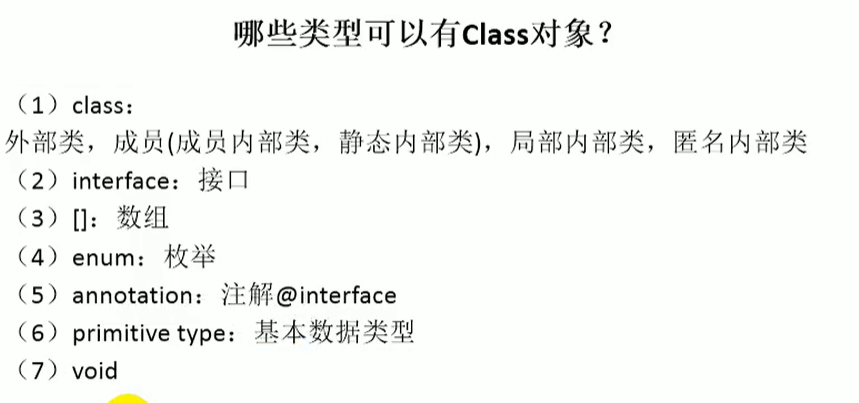 哪些类型可以有Class对象？
（1）class：
外部类，成员(成员内部类，静态内部类)，局部内部类，匿名内部类
（2）interface：接口
（3）[]：数组
（4）enum：枚举
（5）annotation：注解@interface
（6）primitive type：基本数据类型
（7）void